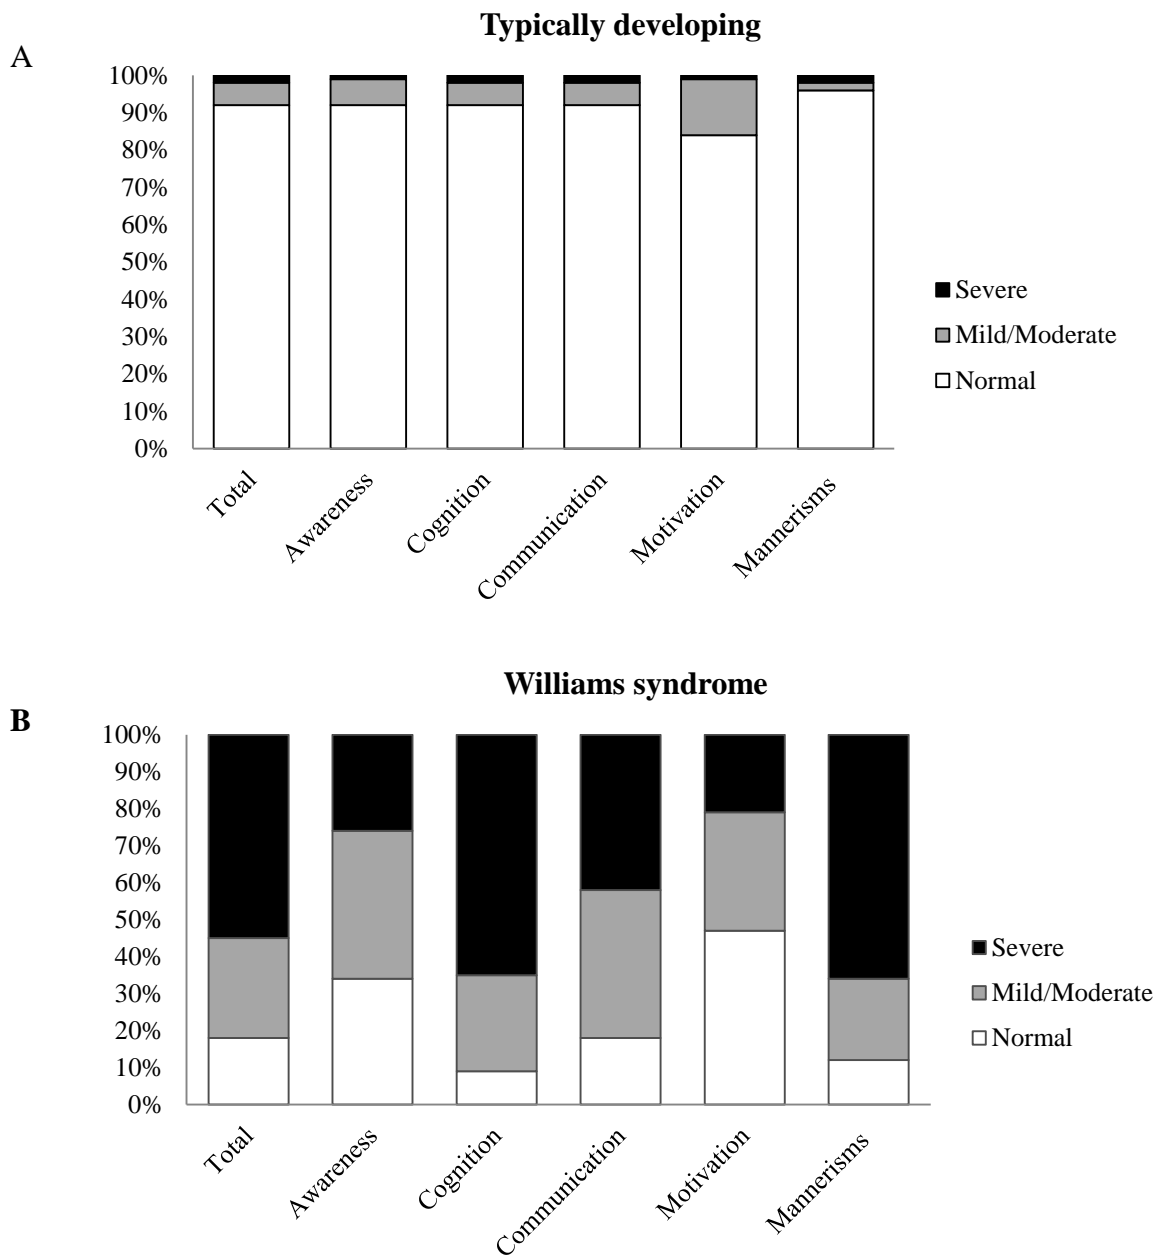 Typically developing
A
100%
90%
80%
70%
60%
50%
40%
30%
20%
10%
0%
Severe
Mild/Moderate
Normal
Total
Awareness
Cognition
Communication
Motivation
Mannerisms
Williams syndrome
B
100%
90%
80%
70%
60%
50%
40%
30%
20%
10%
0%
Severe
Mild/Moderate
Normal
Total
Awareness
Cognition
Communication
Motivation
Mannerisms